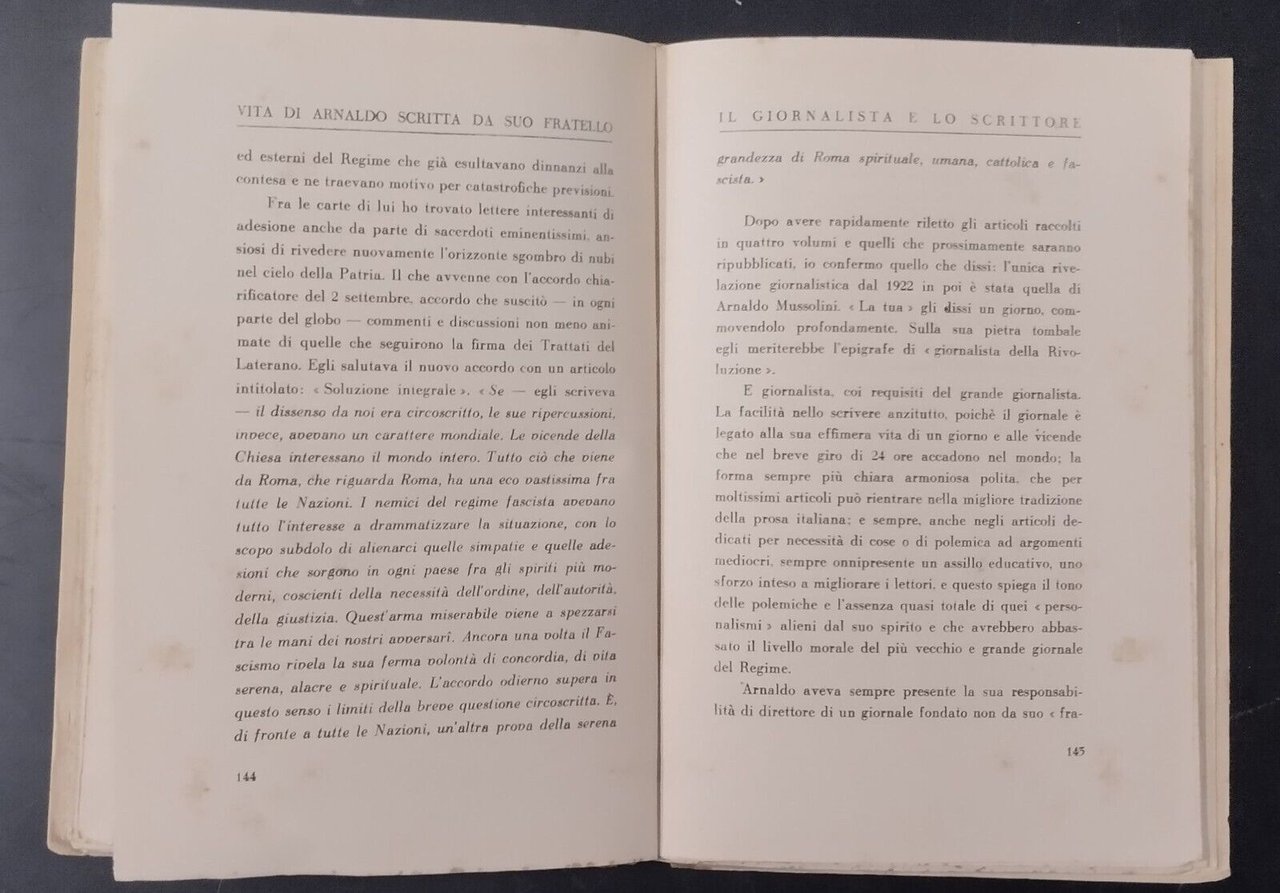 VITA DI ARNALDO SCRITTA DA SUO FRATELLO
ed esterni del Regime che già esultavano dinnanzi alla
contesa e ne traevano motivo per catastrofiche previsioni.
Fra le carte di lui ho trovato lettere interessanti di
adesione anche da parte di sacerdoti eminentissimi, an-
siosi di rivedere nuovamente l'orizzonte sgombro di nubi
nel cielo della Patria. Il che avvenne con l'accordo chia-
rificatore del 2 settembre, accordo che suscitò — in ogni
parte del globo — commenti e discussioni non meno ani-
mate di quelle che seguirono la firma dei Trattati del
Laterano. Egli salutava il nuovo accordo con un articolo
intitolato: « Soluzione integrale ». « Se — egli scriveva
— il dissenso da noi era circoscritto, le sue ripercussioni,
invece, avevano un carattere mondiale. Le vicende della
Chiesa interessano il mondo intero. Tutto ciò che viene
da Roma, che riguarda Roma, ha una eco vastissima fra
tutte le Nazioni. I nemici del regime fascista avevano
tutto l'interesse a drammatizzare la situazione, con lo
scopo subdolo di alienarci quelle simpatie e quelle ade-
sioni che sorgono in ogni paese fra gli spiriti più mo-
derni, coscienti della necessità dell'ordine, dell'autorità,
della giustizia. Quest'arma miserabile viene a spezzarsi
tra le mani dei nostri avversarî. Ancora una volta il Fa-
scismo rivela la sua ferma volontà di concordia, di vita
serena, alacre e spirituale. L'accordo odierno supera in
questo senso i limiti della breve questione circoscritta. È,
di fronte a tutte le Nazioni, un'altra prova della serena
144
IL GIORNALISTA E LO SCRITTORE
grandezza di Roma spirituale, umana, cattolica e fa-
scista. »
Dopo avere rapidamente riletto gli articoli raccolti
in quattro volumi e quelli che prossimamente saranno
ripubblicati, io confermo quello che dissi: l'unica rive-
lazione giornalistica dal 1922 in poi è stata quella di
Arnaldo Mussolini. « La tua » gli dissi un giorno, com-
movendolo profondamente. Sulla sua pietra tombale
egli meriterebbe l'epigrafe di « giornalista della Rivo-
luzione ».
E giornalista, coi requisiti del grande giornalista.
La facilità nello scrivere anzitutto, poichè il giornale è
legato alla sua effimera vita di un giorno e alle vicende
che nel breve giro di 24 ore accadono nel mondo; la
forma sempre più chiara armoniosa polita, che per
moltissimi articoli può rientrare nella migliore tradizione
della prosa italiana; e sempre, anche negli articoli de-
dicati per necessità di cose o di polemica ad argomenti
mediocri, sempre onnipresente un assillo educativo, uno
sforzo inteso a migliorare i lettori, e questo spiega il tono
delle polemiche e l'assenza quasi totale di quei « perso-
nalismi » alieni dal suo spirito e che avrebbero abbas-
sato il livello morale del più vecchio e grande giornale
del Regime.
Arnaldo aveva sempre presente la sua responsabi-
lità di direttore di un giornale fondato non da suo « fra-
145